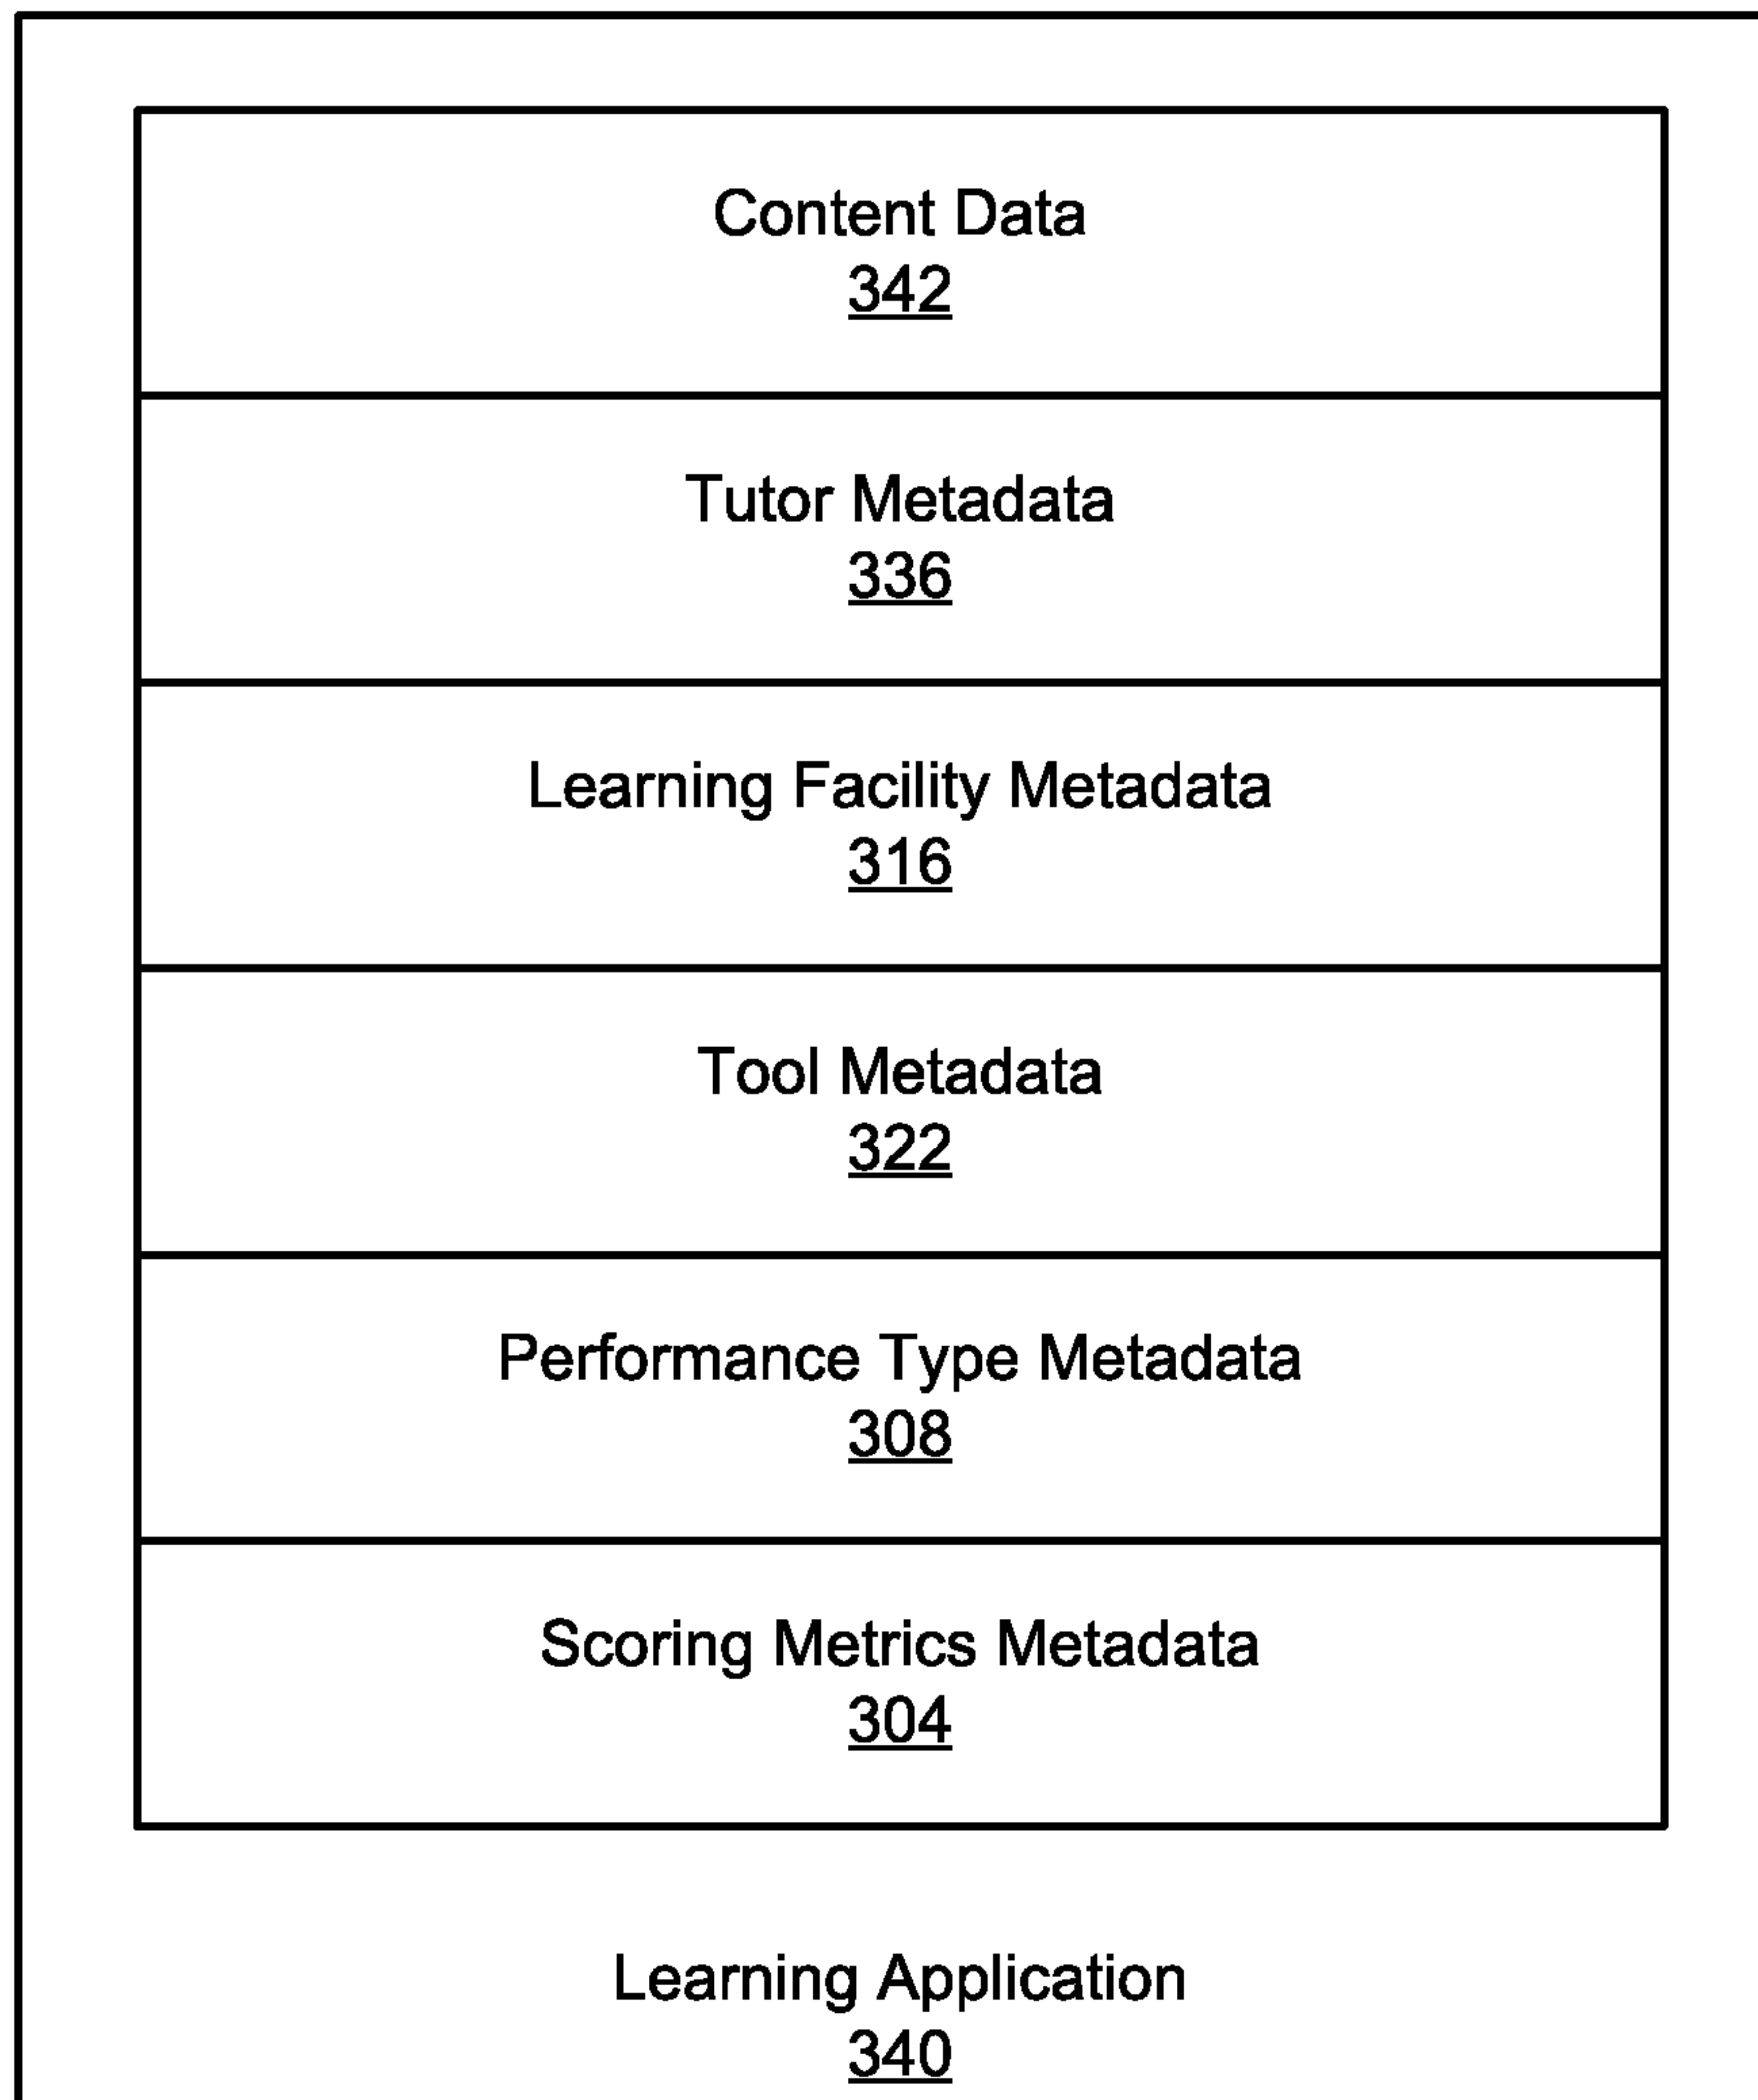 Content Data
342
Tutor Metadata
336
Learning Facility Metadata
316
Tool Metadata
322
Performance Type Metadata
308
Scoring Metrics Metadata
304
Learning Application
340